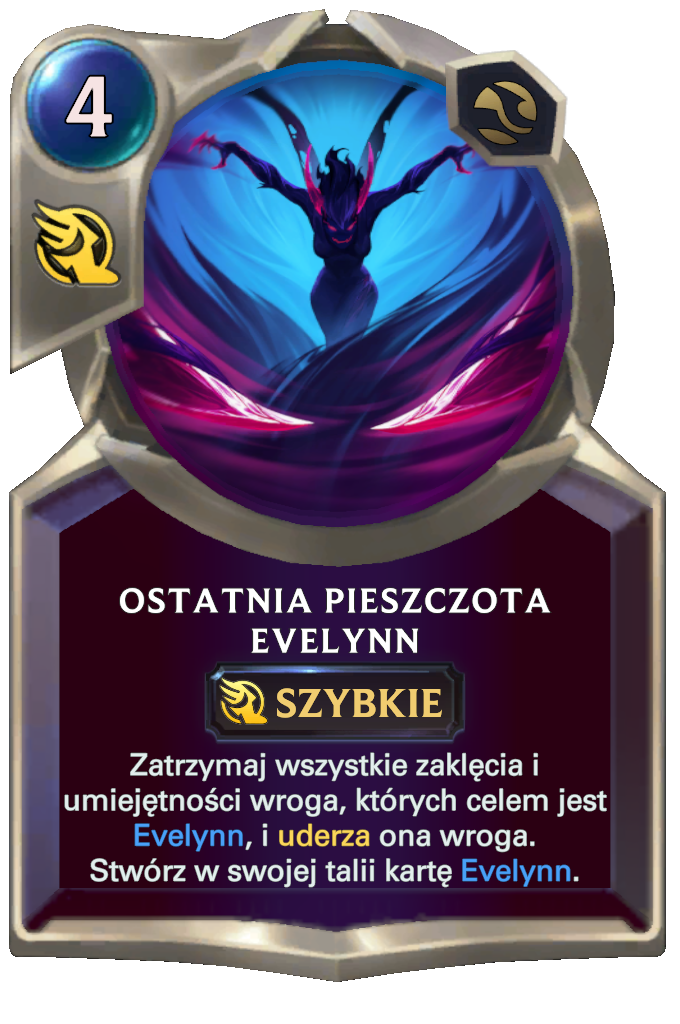 4
OSTATNIA PIESZCZOTA
EVELYNN
SZYBKIE
Zatrzymaj wszystkie zaklęcia i
umiejętności wroga, których celem jest
Evelynn, i uderza ona wroga.
Stwórz w swojej talii kartę Evelynn.